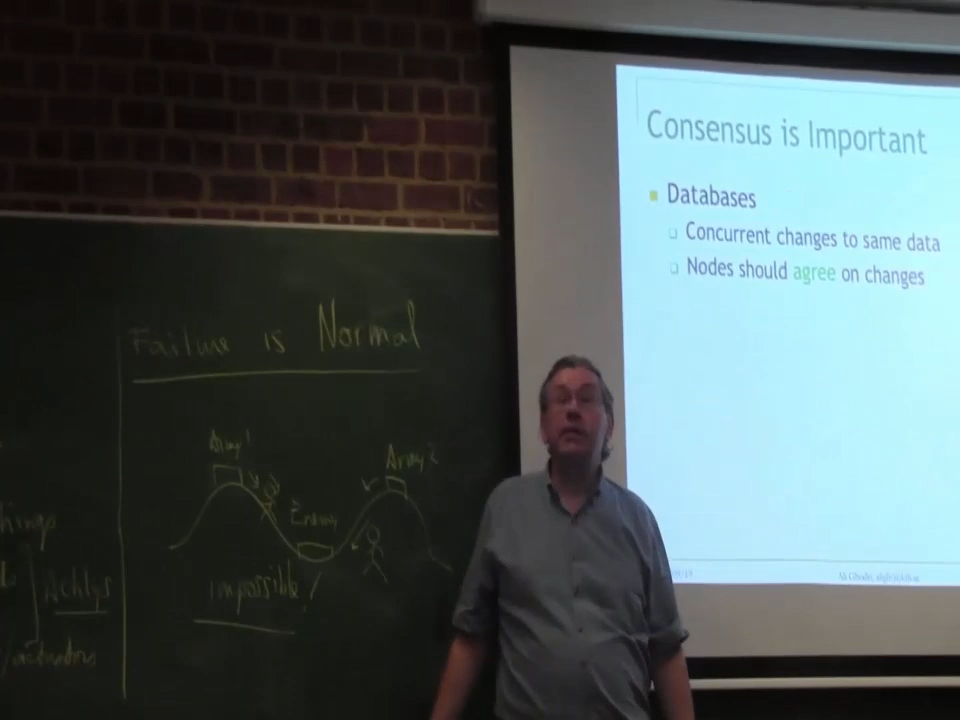 Consensus is Important
Databases
Concurrent changes to same data
Nodes should agree on changes
Failure is Normal
Army 1
Army 2
Enemy
impossible!
Achlys